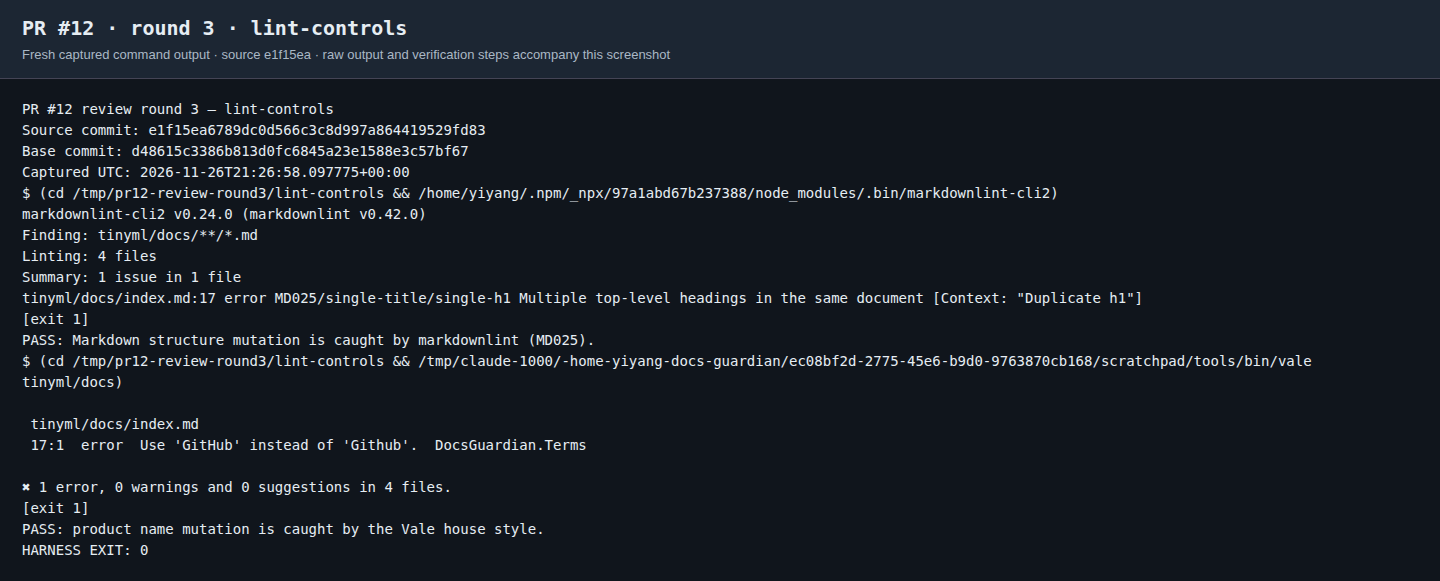 PR #12 · round 3 · lint-controls
Fresh captured command output · source e1f15ea · raw output and verification steps accompany this screenshot
PR #12 review round 3 — lint-controls
Source commit: e1f15ea6789dc0d566c3c8d997a864419529fd83
Base commit: d48615c3386b813d0fc6845a23e1588e3c57bf67
Captured UTC: 2026-11-26T21:26:58.097775+00:00
$ (cd /tmp/pr12-review-round3/lint-controls && /home/yiyang/.npm/_npx/97a1abd67b237388/node_modules/.bin/markdownlint-cli2)
markdownlint-cli2 v0.24.0 (markdownlint v0.42.0)
Finding: tinyml/docs/**/*.md
Linting: 4 files
Summary: 1 issue in 1 file
tinyml/docs/index.md:17 error MD025/single-title/single-h1 Multiple top-level headings in the same document [Context: "Duplicate h1"]
[exit 1]
PASS: Markdown structure mutation is caught by markdownlint (MD025).
$ (cd /tmp/pr12-review-round3/lint-controls && /tmp/claude-1000/-home-yiyang-docs-guardian/ec08bf2d-2775-45e6-b9d0-9763870cb168/scratchpad/tools/bin/vale
tinyml/docs)
tinyml/docs/index.md
17:1  error  Use 'GitHub' instead of 'Github'.  DocsGuardian.Terms
✖ 1 error, 0 warnings and 0 suggestions in 4 files.
[exit 1]
PASS: product name mutation is caught by the Vale house style.
HARNESS EXIT: 0